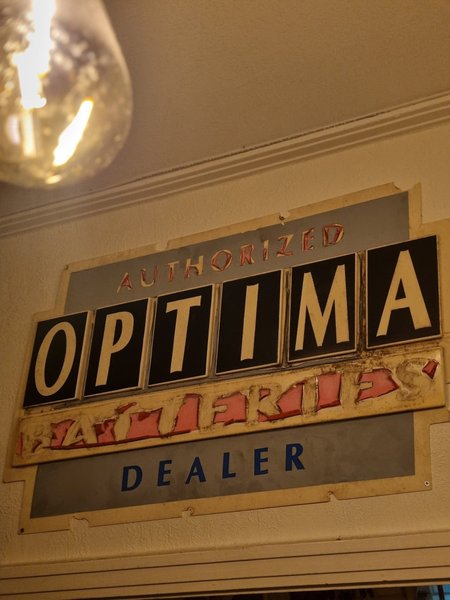 AUTHORIZED
OPTIMA
BATTERIES
DEALER